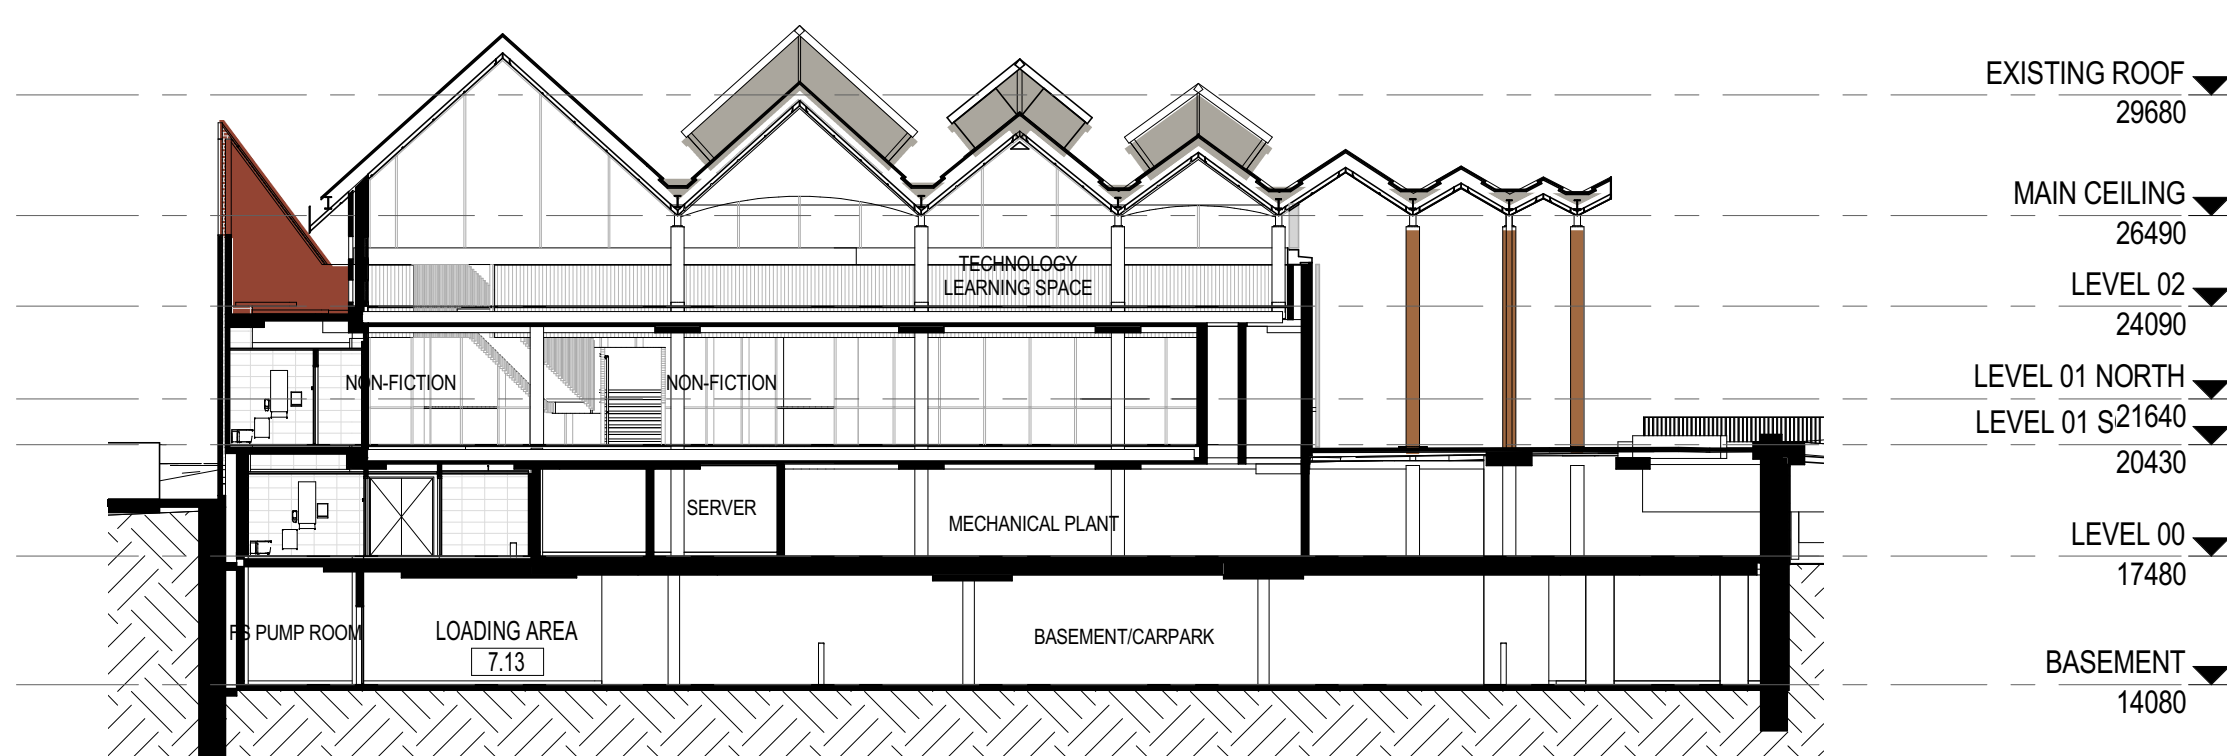 EXISTING ROOF
29680
MAIN CEILING
26490
TECHNOLOGY
LEARNING SPACE
LEVEL 02
24090
NON-FICTION
NON-FICTION
LEVEL 01 NORTH
21640
LEVEL 01 S
20430
SERVER
MECHANICAL PLANT
LEVEL 00
17480
FS PUMP ROOM
LOADING AREA
7.13
BASEMENT/CARPARK
BASEMENT
14080